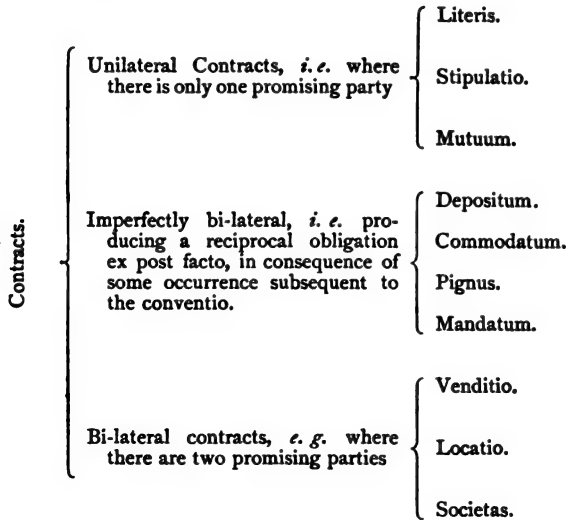 Contracts.
Unilateral Contracts, i. e. where
there is only one promising party
Literis.
Stipulatio.
Mutuum.
Imperfectly bi-lateral, i. e. pro-
ducing a reciprocal obligation
ex post facto, in consequence of
some occurrence subsequent to
the conventio.
Depositum.
Commodatum.
Pignus.
Mandatum.
Bi-lateral contracts, e. g. where
there are two promising parties
Venditio.
Locatio.
Societas.